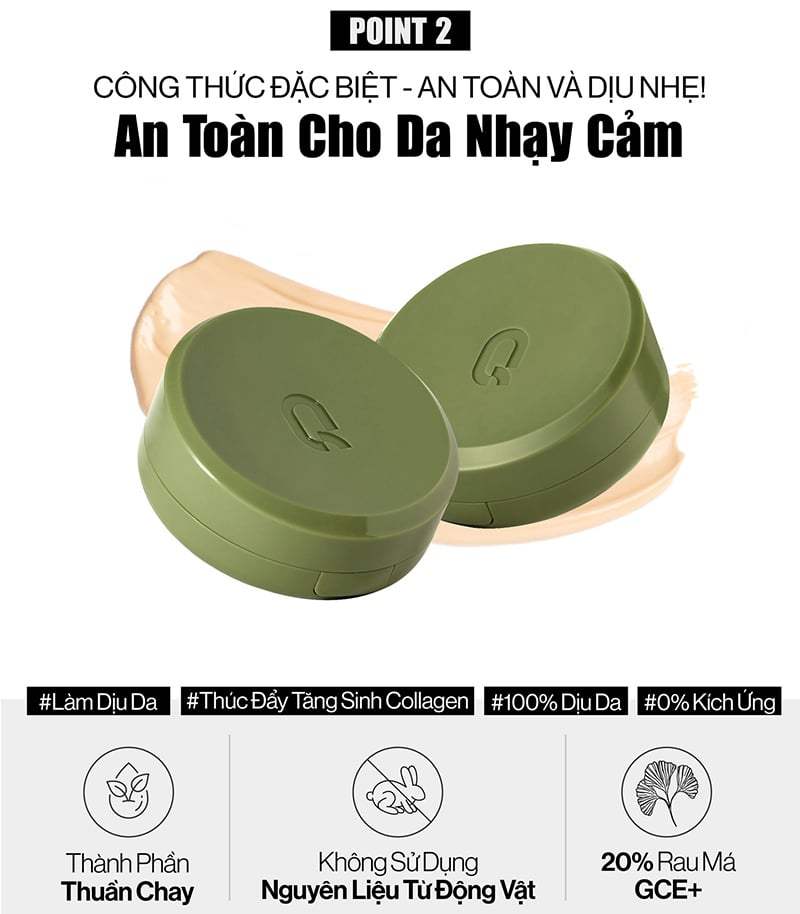 POINT 2
CÔNG THỨC ĐẶC BIỆT - AN TOÀN VÀ DỊU NHẸ!
An Toàn Cho Da Nhạy Cảm
#Làm Dịu Da #Thúc Đẩy Tăng Sinh Collagen #100% Dịu Da #0% Kích Ứng
Thành Phần
Thuần Chay
Không Sử Dụng
Nguyên Liệu Từ Động Vật
20% Rau Má
GCE+